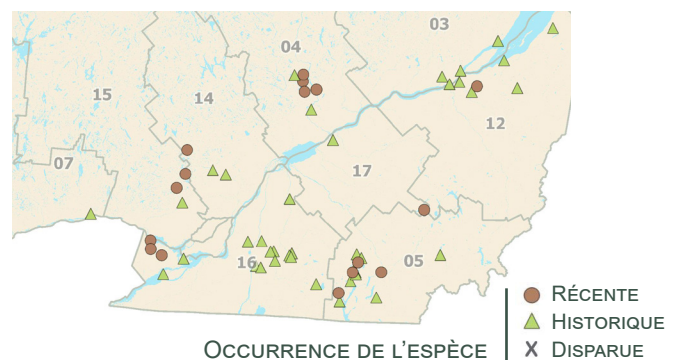 03
04
15
14
12
07
17
16
05
RÉCENTE
HISTORIQUE
OCCURRENCE DE L'ESPÈCE
X DISPARUE